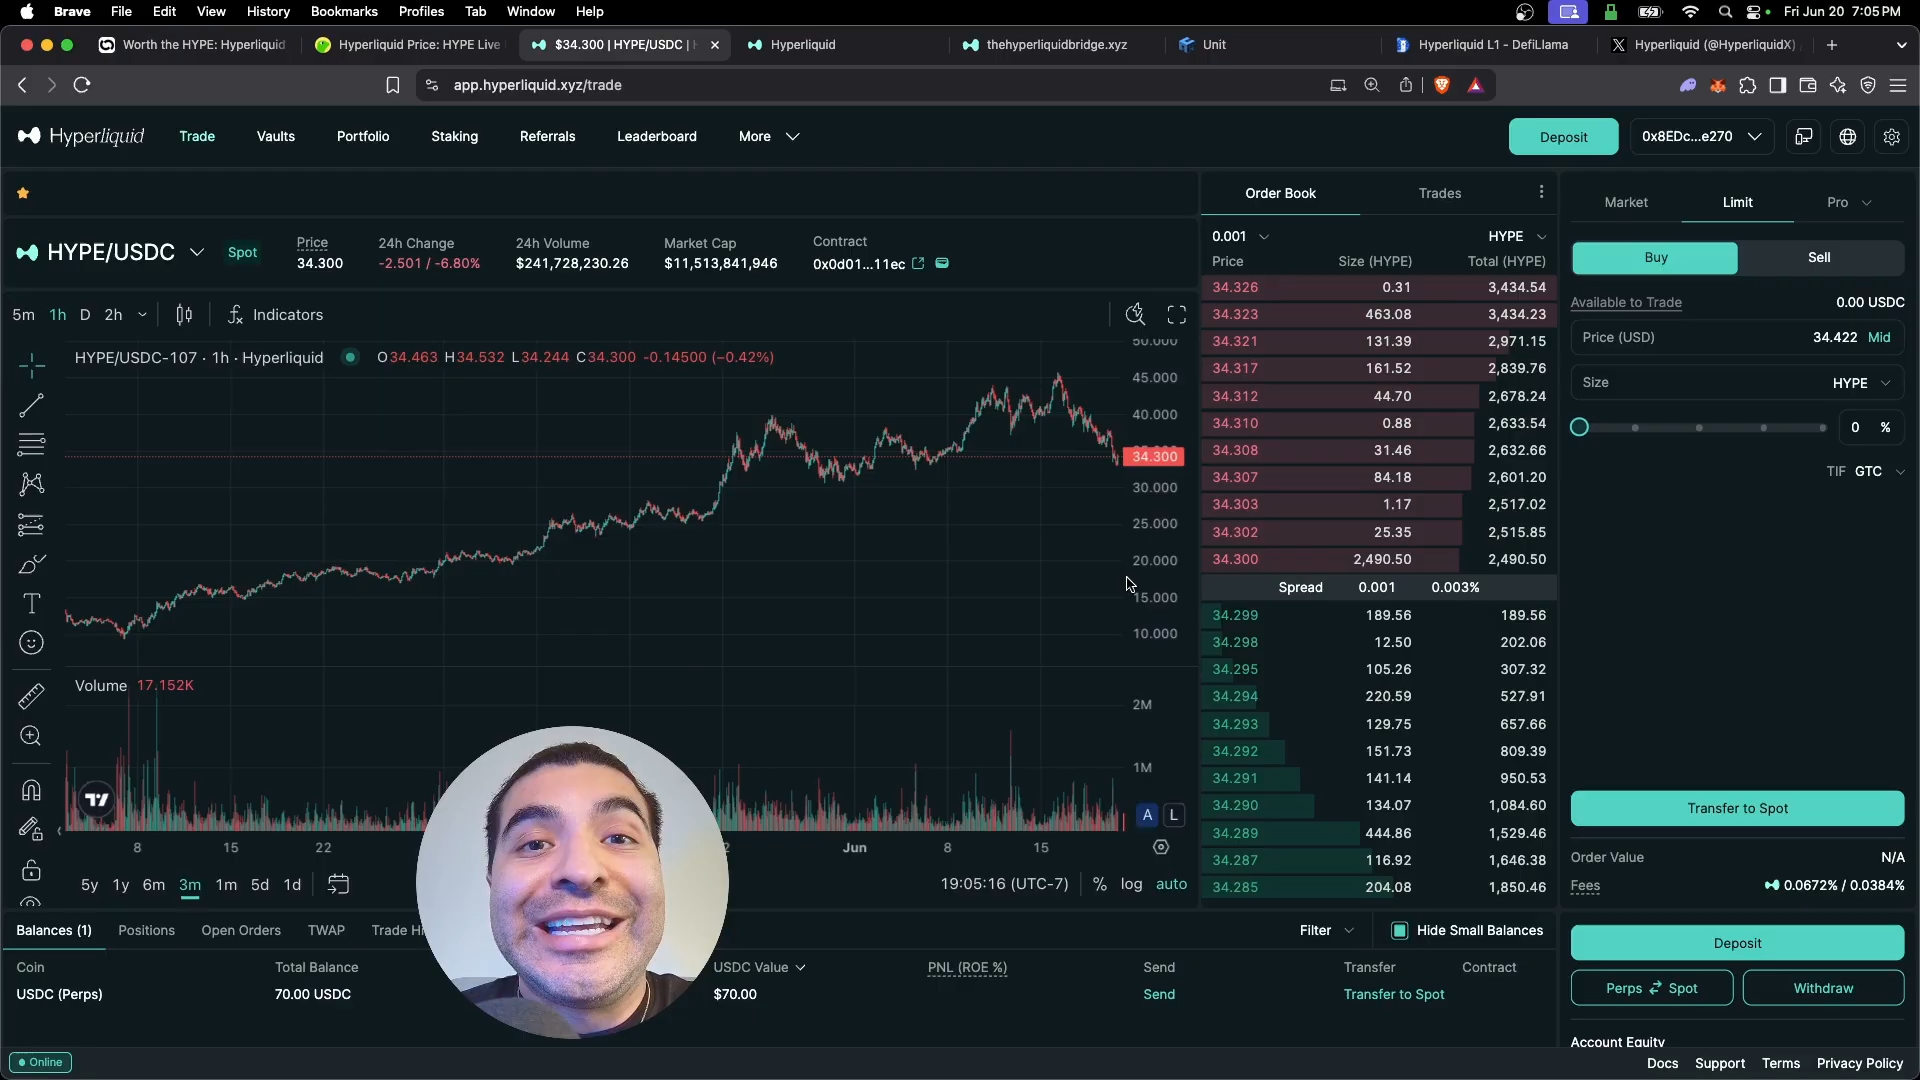 Brave File Edit View History Bookmarks Profiles Tab Window Help Fri Jun 20 7:05 PM
Worth the HYPE: Hyperliquid
Hyperliquid Price: HYPE Live
$34.300 | HYPE/USDC |
Hyperliquid
thehyperliquidbridge.xyz
Unit
Hyperliquid L1 - DefiLlama
Hyperliquid (@HyperliquidX)
app.hyperliquid.xyz/trade
Hyperliquid Trade Vaults Portfolio Staking Referrals Leaderboard More Deposit 0x8EDc...e270
HYPE/USDC Spot
Price 34.300
24h Change -2.501 / -6.80%
24h Volume $241,728,230.26
Market Cap $11,513,841,946
Contract 0x0d01...11ec
5m 1h D 2h Indicators
HYPE/USDC-107 · 1h · Hyperliquid O34.463 H34.532 L34.244 C34.300 -0.14500 (−0.42%)
50.000
45.000
40.000
34.300
30.000
25.000
20.000
15.000
10.000
Volume 17.152K
2M
1M
A L
8 15 22 Jun 8 15
5y 1y 6m 3m 1m 5d 1d 19:05:16 (UTC-7) % log auto
Order Book Trades
0.001 HYPE
Price Size (HYPE) Total (HYPE)
34.326 0.31 3,434.54
34.323 463.08 3,434.23
34.321 131.39 2,971.15
34.317 161.52 2,839.76
34.312 44.70 2,678.24
34.310 0.88 2,633.54
34.308 31.46 2,632.66
34.307 84.18 2,601.20
34.303 1.17 2,517.02
34.302 25.35 2,515.85
34.300 2,490.50 2,490.50
Spread 0.001 0.003%
34.299 189.56 189.56
34.298 12.50 202.06
34.295 105.26 307.32
34.294 220.59 527.91
34.293 129.75 657.66
34.292 151.73 809.39
34.291 141.14 950.53
34.290 134.07 1,084.60
34.289 444.86 1,529.46
34.287 116.92 1,646.38
34.285 204.08 1,850.46
Market Limit Pro
Buy Sell
Available to Trade 0.00 USDC
Price (USD) 34.422 Mid
Size HYPE
0 %
TIF GTC
Transfer to Spot
Order Value N/A
Fees 0.0672% / 0.0384%
Deposit
Perps Spot Withdraw
Account Equity
Balances (1) Positions Open Orders TWAP Trade Filter Hide Small Balances
Coin Total Balance USDC Value PNL (ROE %) Send Transfer Contract
USDC (Perps) 70.00 USDC $70.00 Send Transfer to Spot
Online Docs Support Terms Privacy Policy